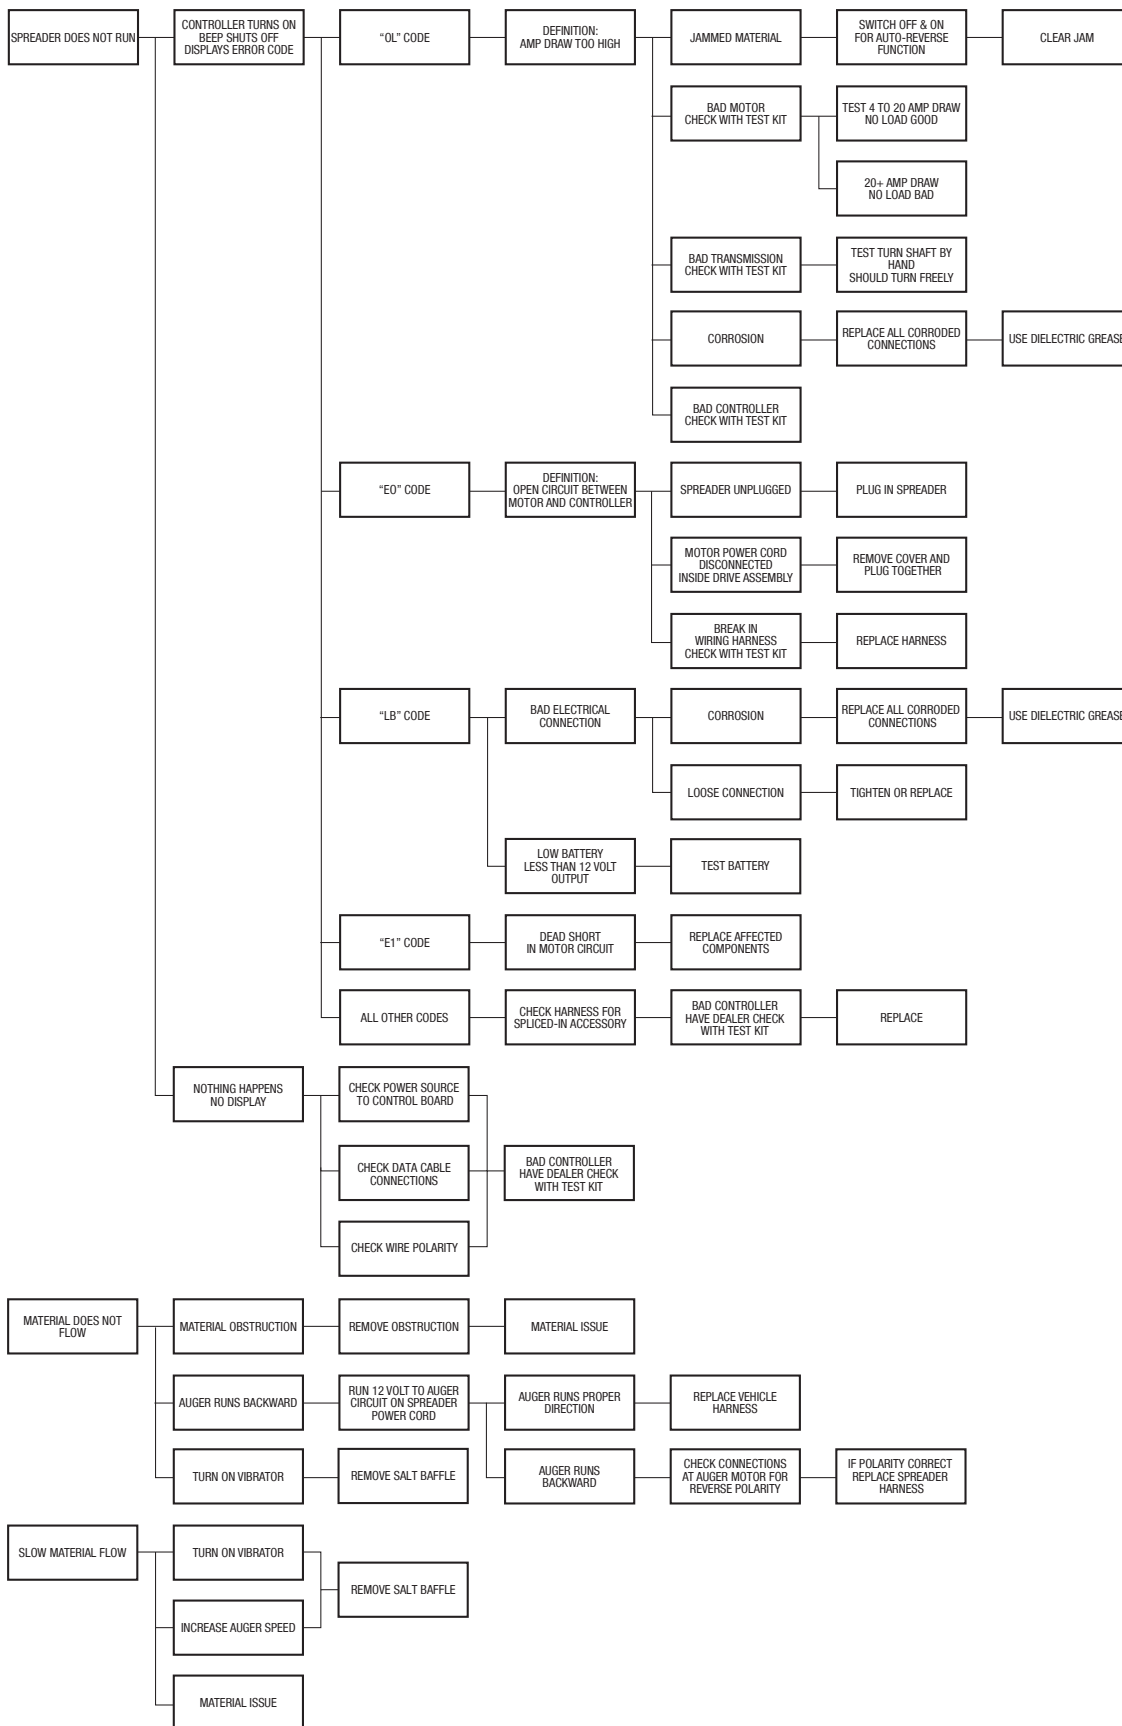 SPREADER DOES NOT RUN
CONTROLLER TURNS ON
BEEP SHUTS OFF
DISPLAYS ERROR CODE
“OL” CODE
DEFINITION:
AMP DRAW TOO HIGH
JAMMED MATERIAL
SWITCH OFF & ON
FOR AUTO-REVERSE
FUNCTION
CLEAR JAM
BAD MOTOR
CHECK WITH TEST KIT
TEST 4 TO 20 AMP DRAW
NO LOAD GOOD
20+ AMP DRAW
NO LOAD BAD
BAD TRANSMISSION
CHECK WITH TEST KIT
TEST TURN SHAFT BY
HAND
SHOULD TURN FREELY
CORROSION
REPLACE ALL CORRODED
CONNECTIONS
USE DIELECTRIC GREASE
BAD CONTROLLER
CHECK WITH TEST KIT
“EO” CODE
DEFINITION:
OPEN CIRCUIT BETWEEN
MOTOR AND CONTROLLER
SPREADER UNPLUGGED
PLUG IN SPREADER
MOTOR POWER CORD
DISCONNECTED
INSIDE DRIVE ASSEMBLY
REMOVE COVER AND
PLUG TOGETHER
BREAK IN
WIRING HARNESS
CHECK WITH TEST KIT
REPLACE HARNESS
“LB” CODE
BAD ELECTRICAL
CONNECTION
CORROSION
REPLACE ALL CORRODED
CONNECTIONS
USE DIELECTRIC GREASE
LOOSE CONNECTION
TIGHTEN OR REPLACE
LOW BATTERY
LESS THAN 12 VOLT
OUTPUT
TEST BATTERY
“E1” CODE
DEAD SHORT
IN MOTOR CIRCUIT
REPLACE AFFECTED
COMPONENTS
ALL OTHER CODES
CHECK HARNESS FOR
SPLICED-IN ACCESSORY
BAD CONTROLLER
HAVE DEALER CHECK
WITH TEST KIT
REPLACE
NOTHING HAPPENS
NO DISPLAY
CHECK POWER SOURCE
TO CONTROL BOARD
CHECK DATA CABLE
CONNECTIONS
BAD CONTROLLER
HAVE DEALER CHECK
WITH TEST KIT
CHECK WIRE POLARITY
MATERIAL DOES NOT
FLOW
MATERIAL OBSTRUCTION
REMOVE OBSTRUCTION
MATERIAL ISSUE
AUGER RUNS BACKWARD
RUN 12 VOLT TO AUGER
CIRCUIT ON SPREADER
POWER CORD
AUGER RUNS PROPER
DIRECTION
REPLACE VEHICLE
HARNESS
TURN ON VIBRATOR
REMOVE SALT BAFFLE
AUGER RUNS
BACKWARD
CHECK CONNECTIONS
AT AUGER MOTOR FOR
REVERSE POLARITY
IF POLARITY CORRECT
REPLACE SPREADER
HARNESS
SLOW MATERIAL FLOW
TURN ON VIBRATOR
REMOVE SALT BAFFLE
INCREASE AUGER SPEED
MATERIAL ISSUE